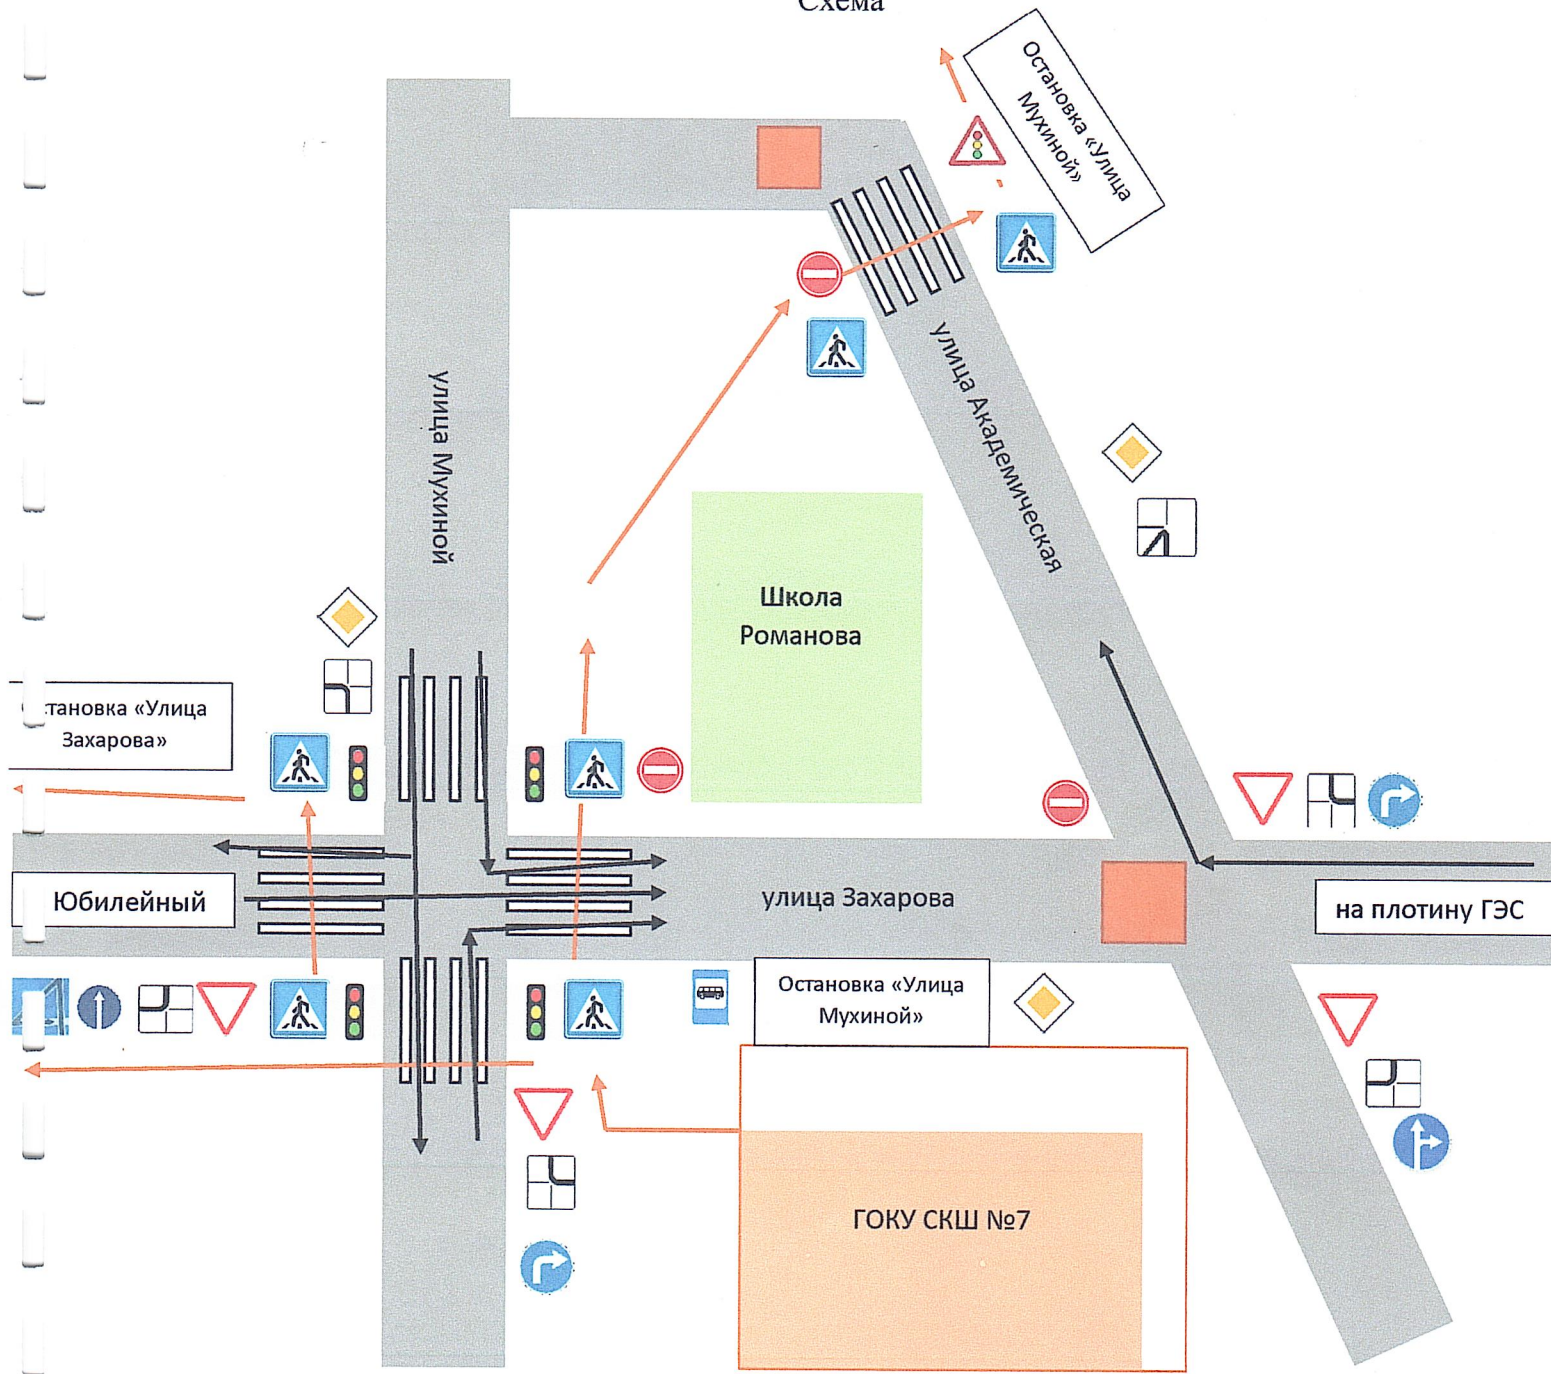 Схема
Остановка «Улица
Мухиной»
улица Мухиной
улица Академическая
Школа
Романова
тановка «Улица
Захарова»
Юбилейный
улица Захарова
на плотину ГЭС
Остановка «Улица
Мухиной»
ГОКУ СКШ №7